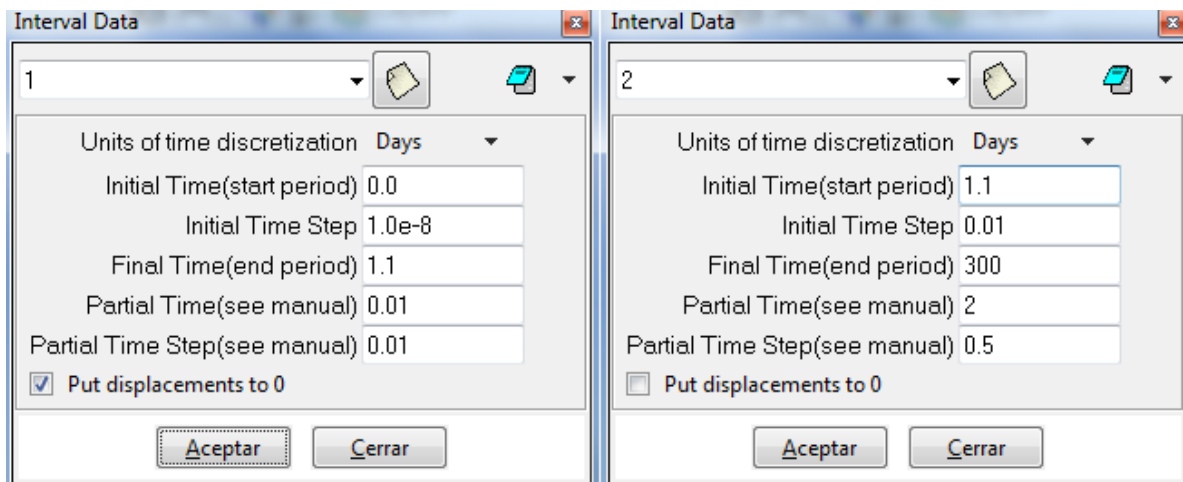 Interval Data
1
Units of time discretization Days
Initial Time(start period) 0.0
Initial Time Step 1.0e-8
Final Time(end period) 1.1
Partial Time(see manual) 0.01
Partial Time Step(see manual) 0.01
Put displacements to 0
Aceptar Cerrar
Interval Data
2
Units of time discretization Days
Initial Time(start period) 1.1
Initial Time Step 0.01
Final Time(end period) 300
Partial Time(see manual) 2
Partial Time Step(see manual) 0.5
Put displacements to 0
Aceptar Cerrar